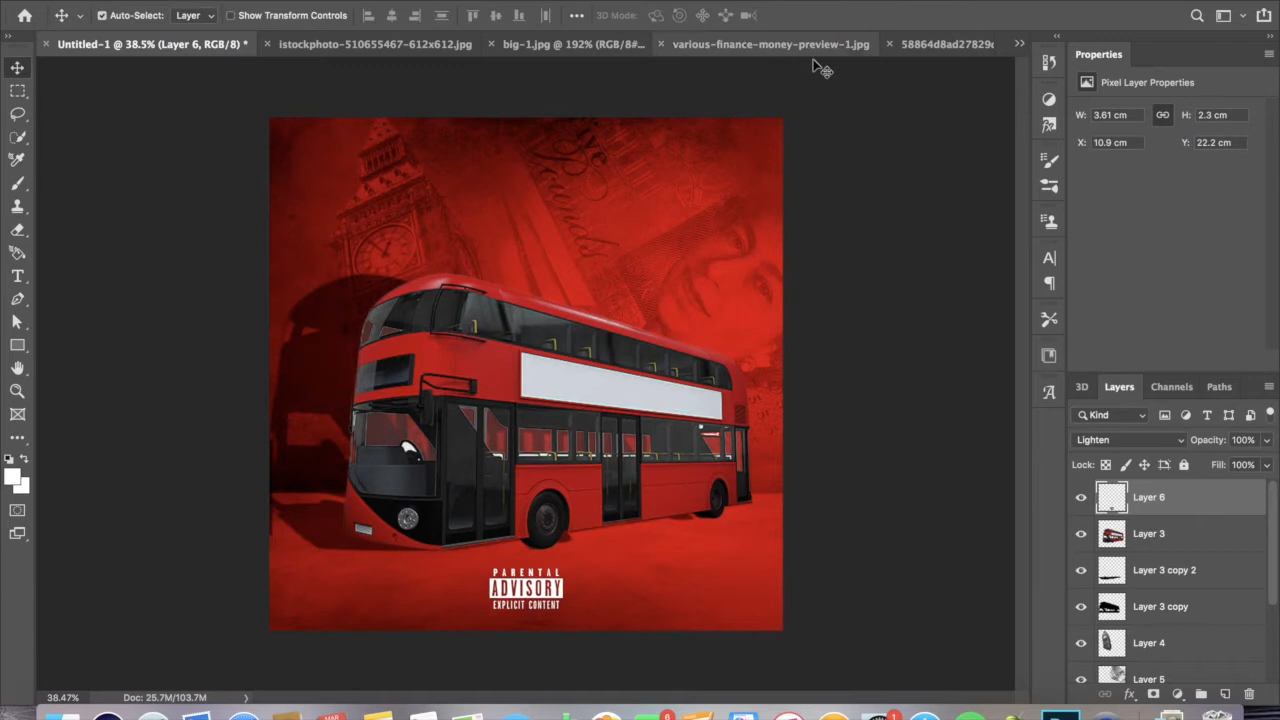 Auto-Select: Layer Show Transform Controls 3D Mode:
Untitled-1 @ 38.5% (Layer 6, RGB/8) * istockphoto-510655467-612x612.jpg big-1.jpg @ 192% (RGB/8#... various-finance-money-preview-1.jpg 58864d8ad27829c
Properties
Pixel Layer Properties
W: 3.61 cm H: 2.3 cm
X: 10.9 cm Y: 22.2 cm
Pounds
PARENTAL
ADVISORY
EXPLICIT CONTENT
3D Layers Channels Paths
Kind
Lighten Opacity: 100%
Lock: Fill: 100%
Layer 6
Layer 3
Layer 3 copy 2
Layer 3 copy
Layer 4
Layer 5
38.47% Doc: 25.7M/103.7M